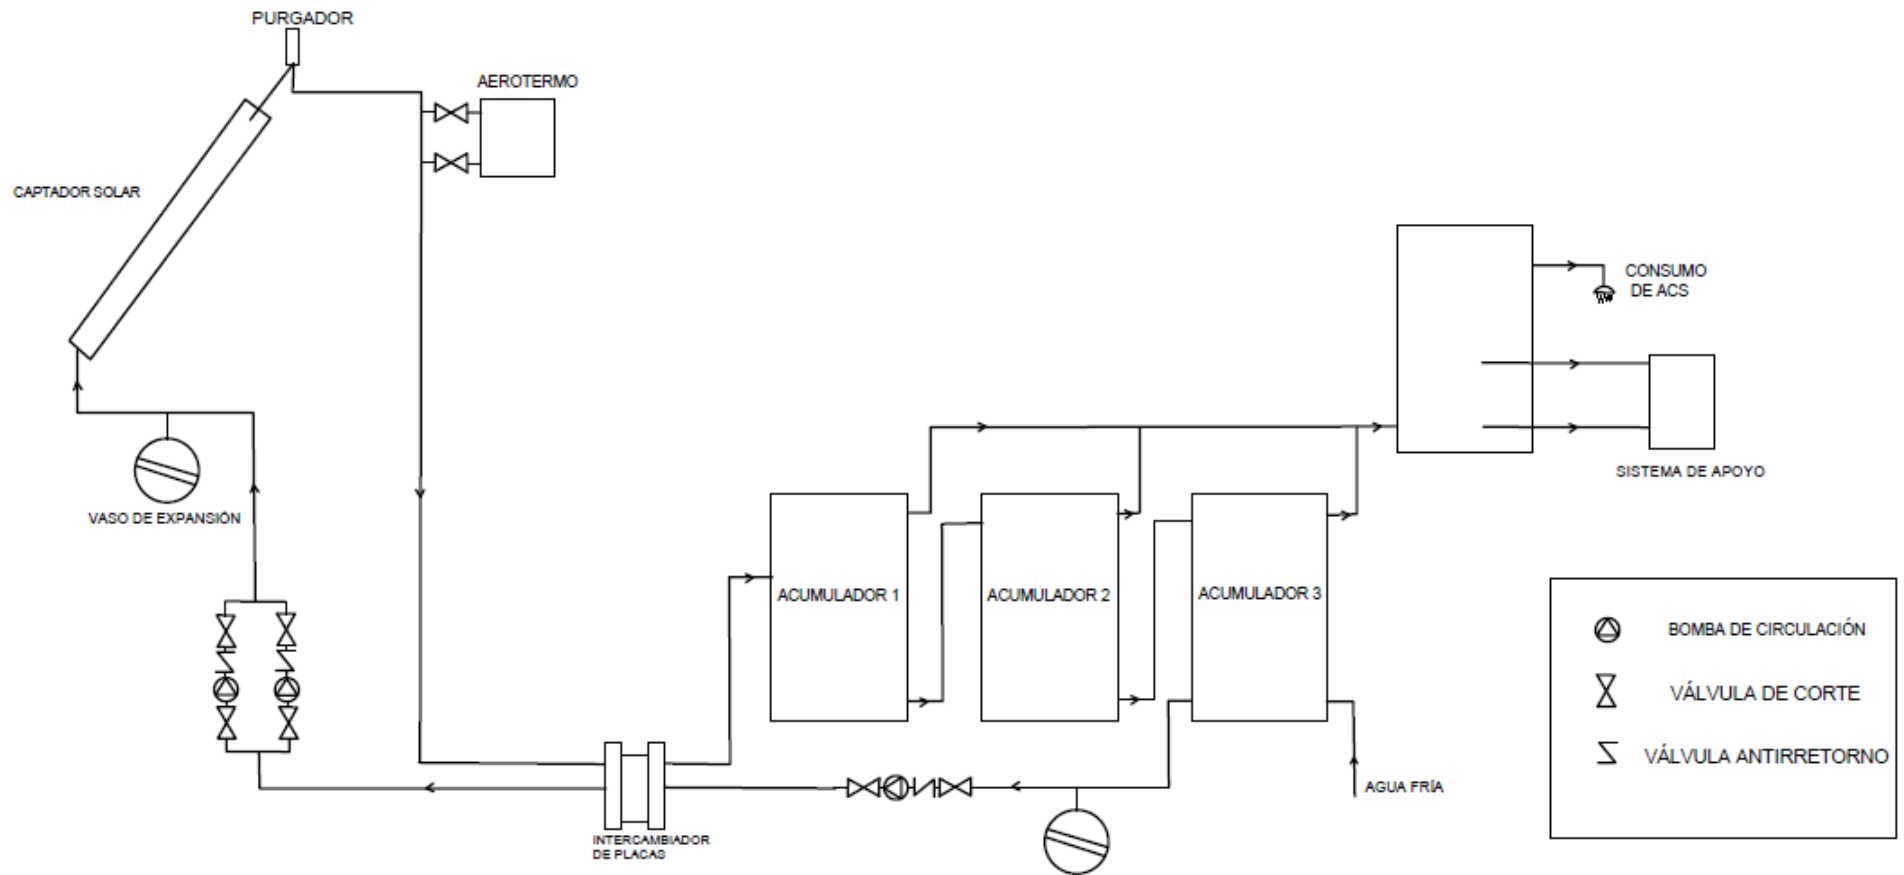 PURGADOR
AEROTERMO
CAPTADOR SOLAR
CONSUMO
DE ACS
SISTEMA DE APOYO
VASO DE EXPANSIÓN
ACUMULADOR 1
ACUMULADOR 2
ACUMULADOR 3
BOMBA DE CIRCULACIÓN
VÁLVULA DE CORTE
VÁLVULA ANTIRRETORNO
AGUA FRÍA
INTERCAMBIADOR
DE PLACAS